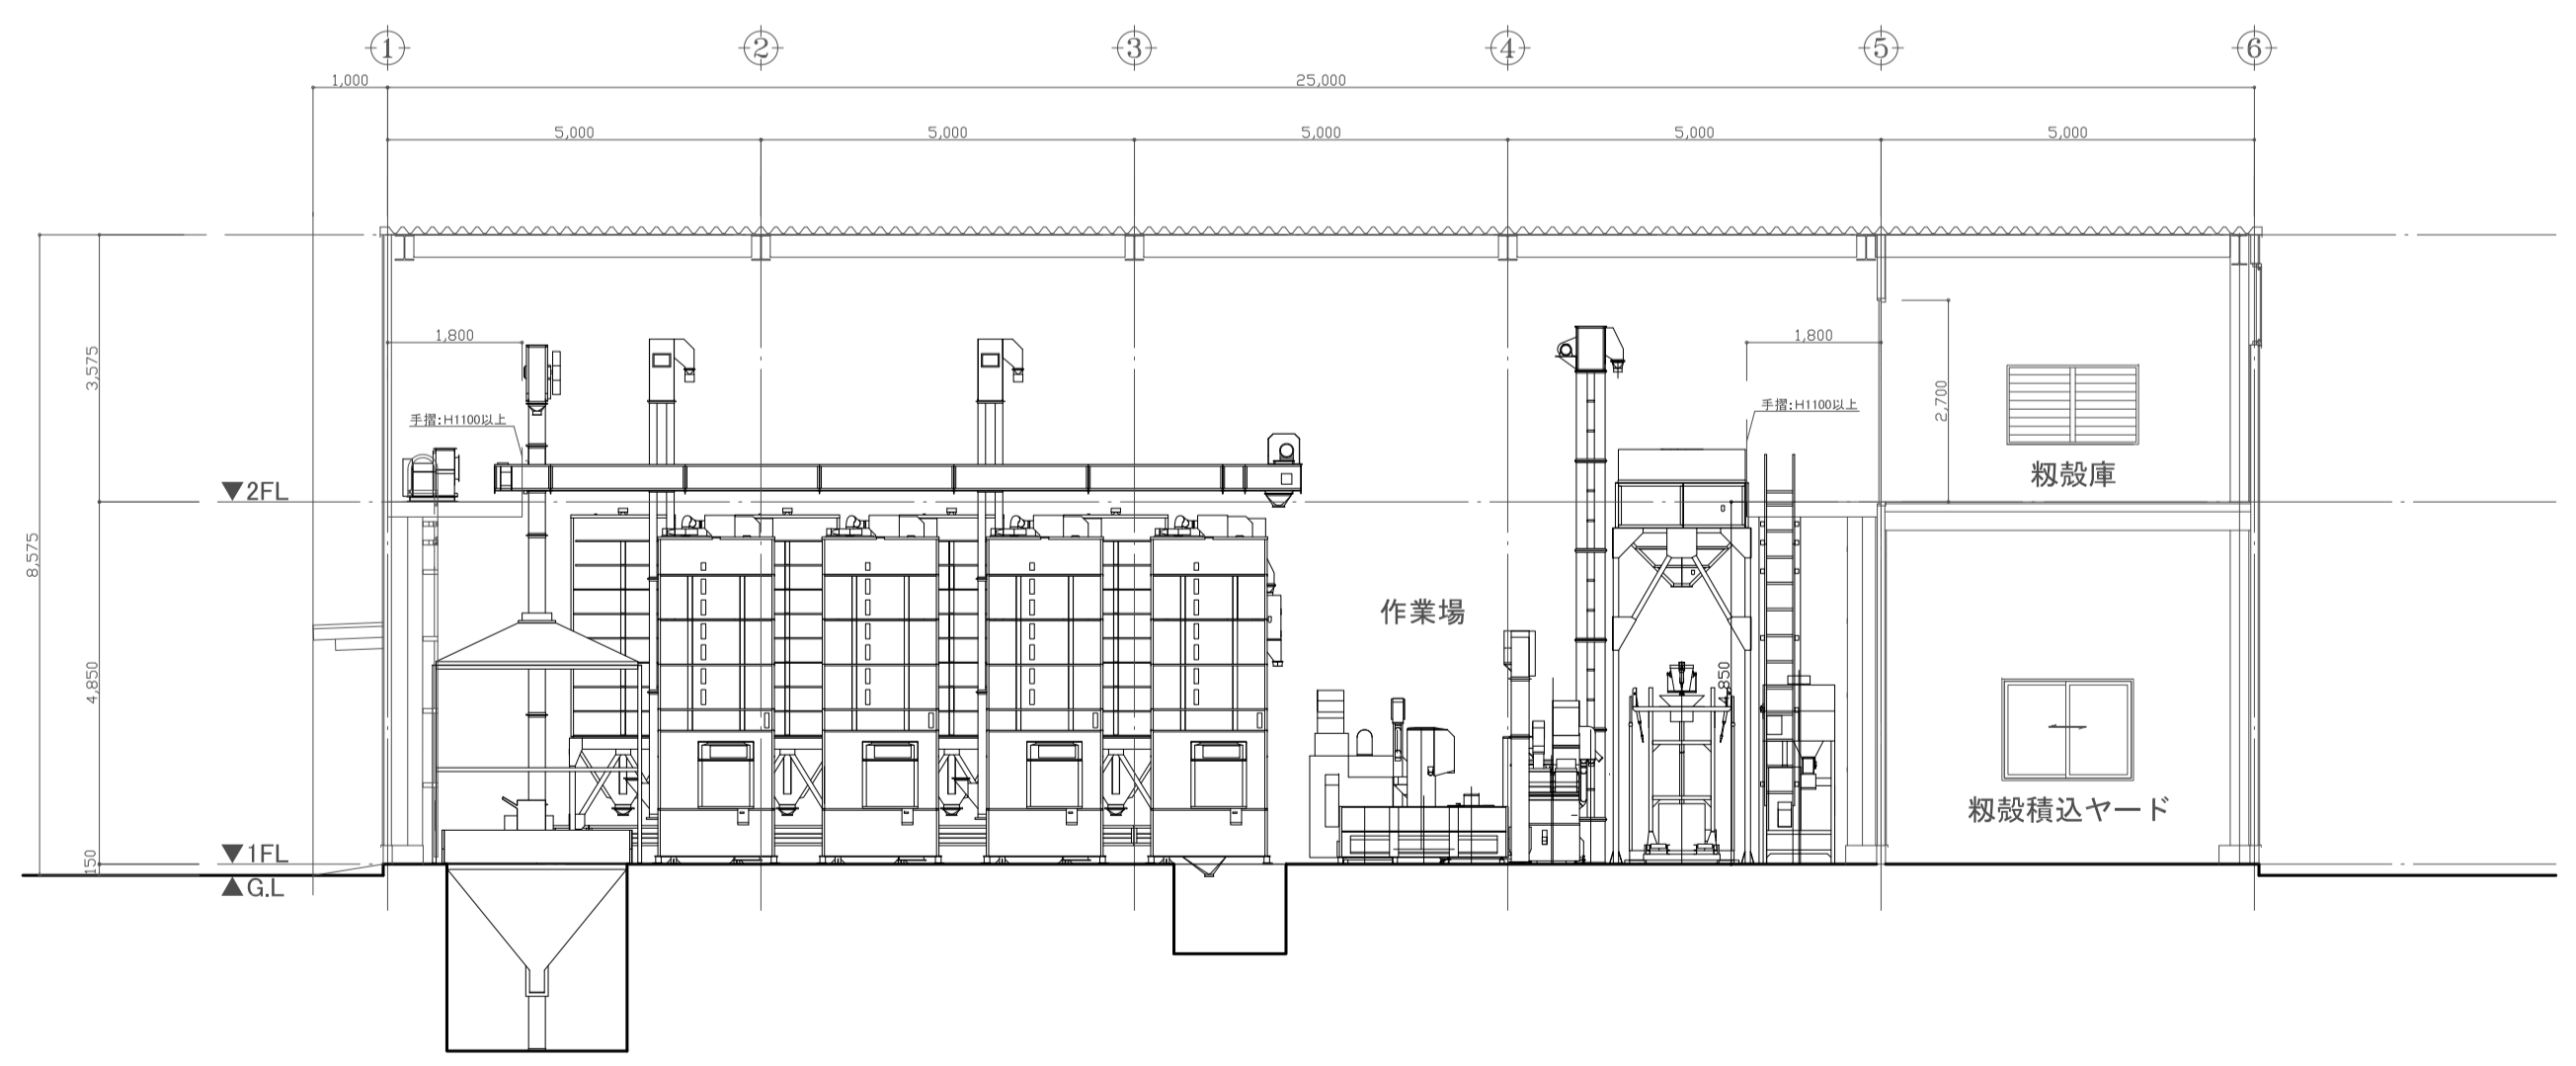 1 2 3 4 5 6
1,000 25,000
5,000 5,000 5,000 5,000 5,000
1,800 1,800
3,575
2,700
手摺:H1100以上 手摺:H1100以上
籾殻庫
▼2FL
8,575
作業場
4,850 4,850
籾殻積込ヤード
▼1FL
150
▲G.L